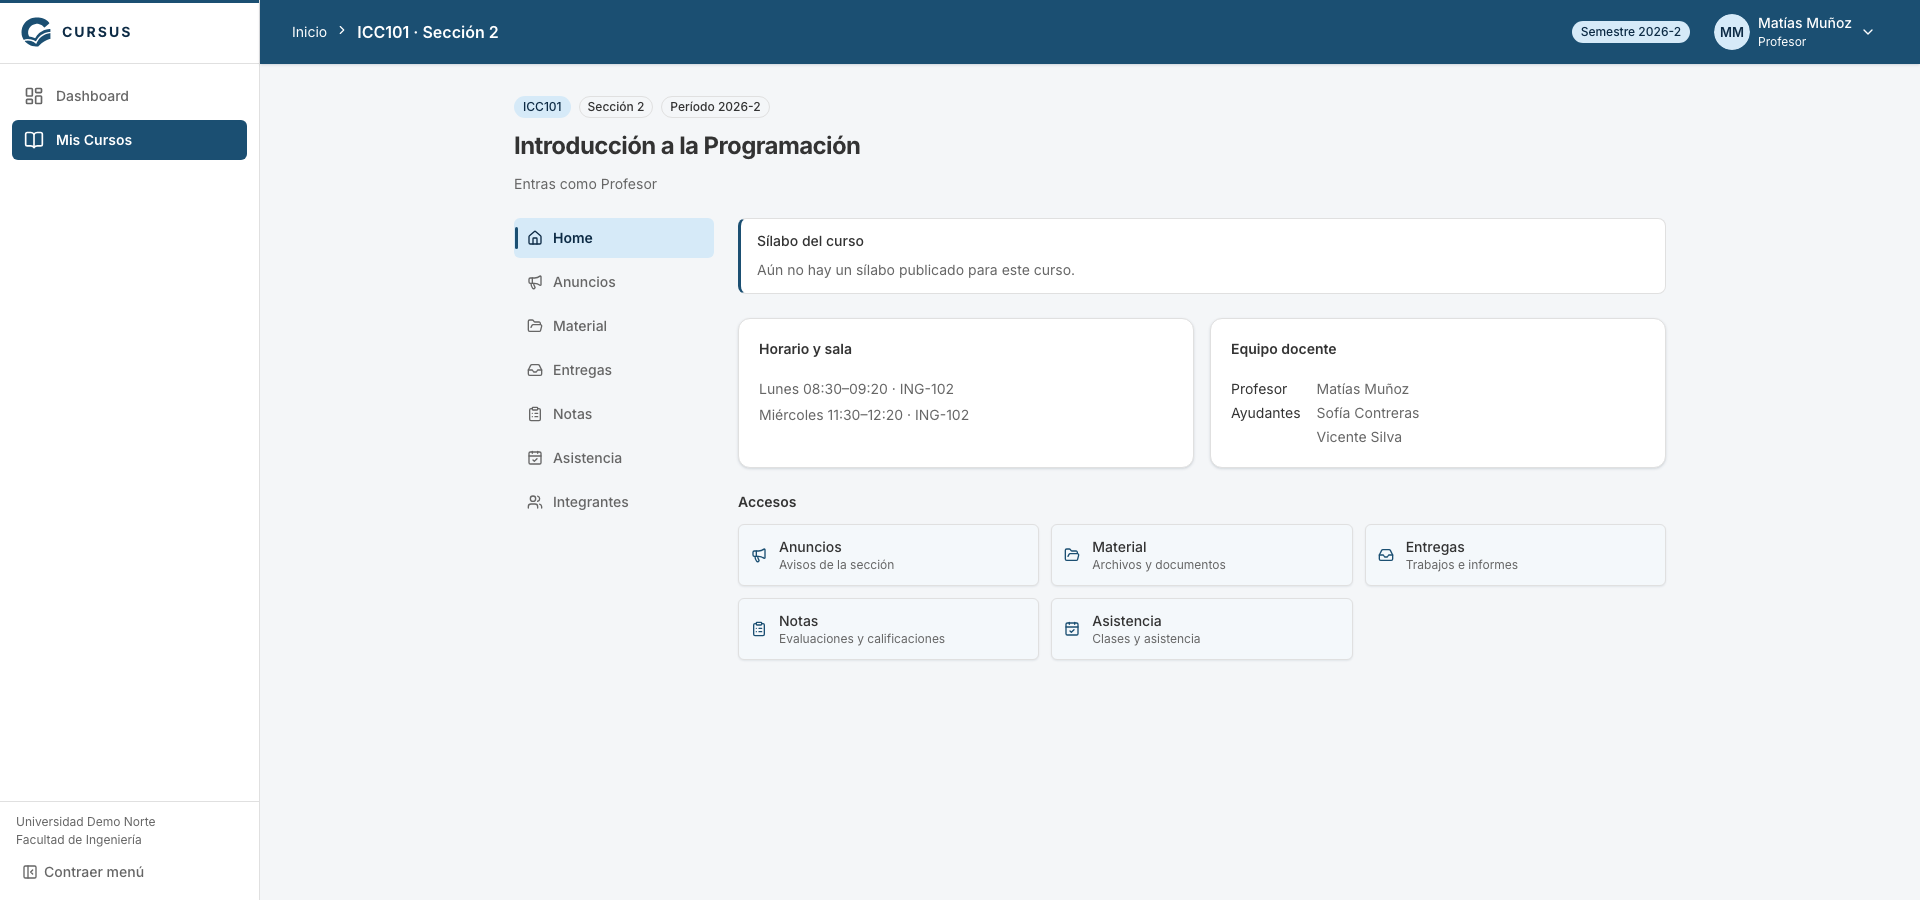 CURSUS
Inicio
ICC101 · Sección 2
Semestre 2026-2
MM
Matías Muñoz
Profesor
Dashboard
Mis Cursos
ICC101
Sección 2
Período 2026-2
Introducción a la Programación
Entras como Profesor
Home
Anuncios
Material
Entregas
Notas
Asistencia
Integrantes
Sílabo del curso
Aún no hay un sílabo publicado para este curso.
Horario y sala
Lunes 08:30–09:20 · ING-102
Miércoles 11:30–12:20 · ING-102
Equipo docente
Profesor Matías Muñoz
Ayudantes Sofía Contreras
Vicente Silva
Accesos
Anuncios
Avisos de la sección
Material
Archivos y documentos
Entregas
Trabajos e informes
Notas
Evaluaciones y calificaciones
Asistencia
Clases y asistencia
Universidad Demo Norte
Facultad de Ingeniería
Contraer menú